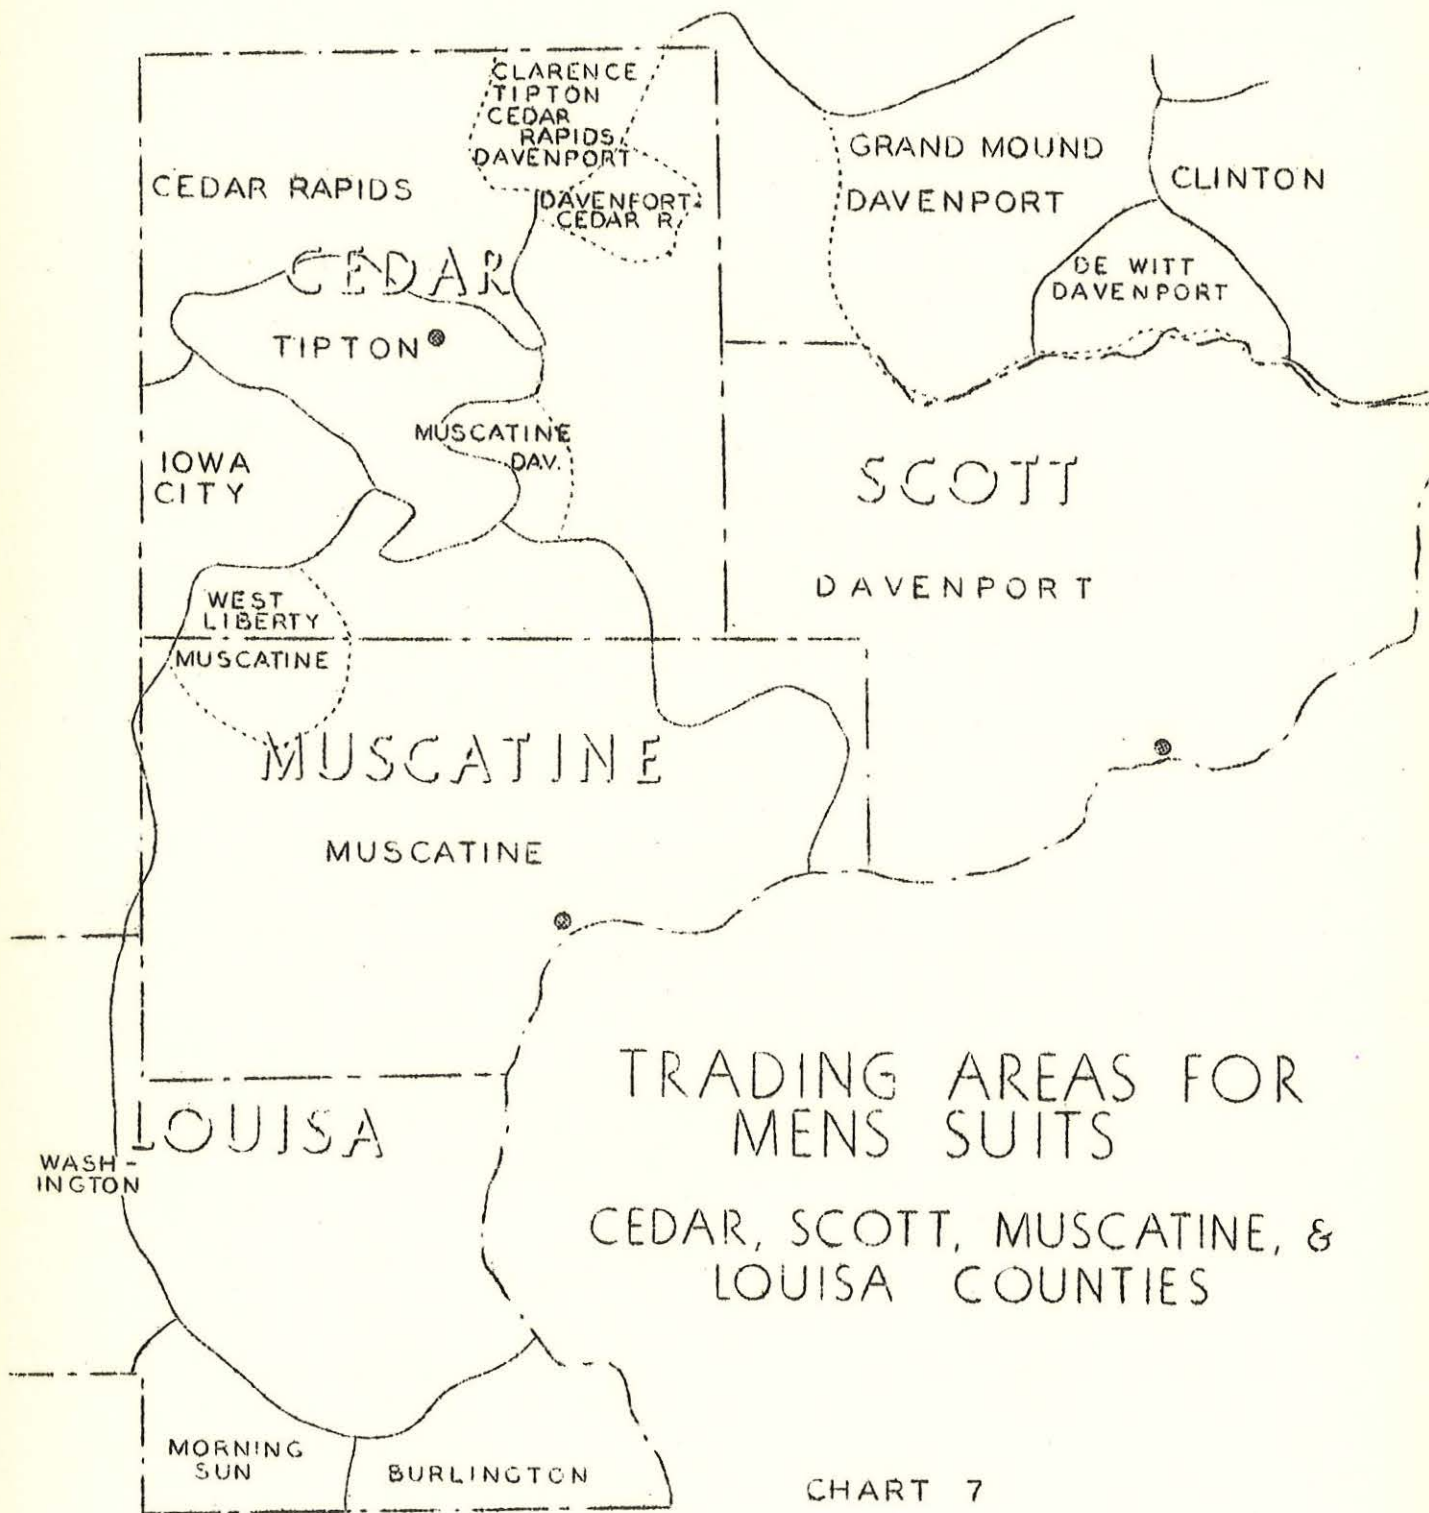 CLARENCE
TIPTON
CEDAR
RAPIDS
DAVENPORT
GRAND MOUND
DAVENPORT
CLINTON
CEDAR RAPIDS
DAVENPORT
CEDAR R.
DE WITT
DAVENPORT
CEDAR
TIPTON
MUSCATINE
DAV.
IOWA
CITY
SCOTT
DAVENPORT
WEST
LIBERTY
MUSCATINE
MUSCATINE
MUSCATINE
TRADING AREAS FOR
MENS SUITS
LOUISA
WASH-
INGTON
CEDAR, SCOTT, MUSCATINE, &
LOUISA COUNTIES
MORNING
SUN
BURLINGTON
CHART 7